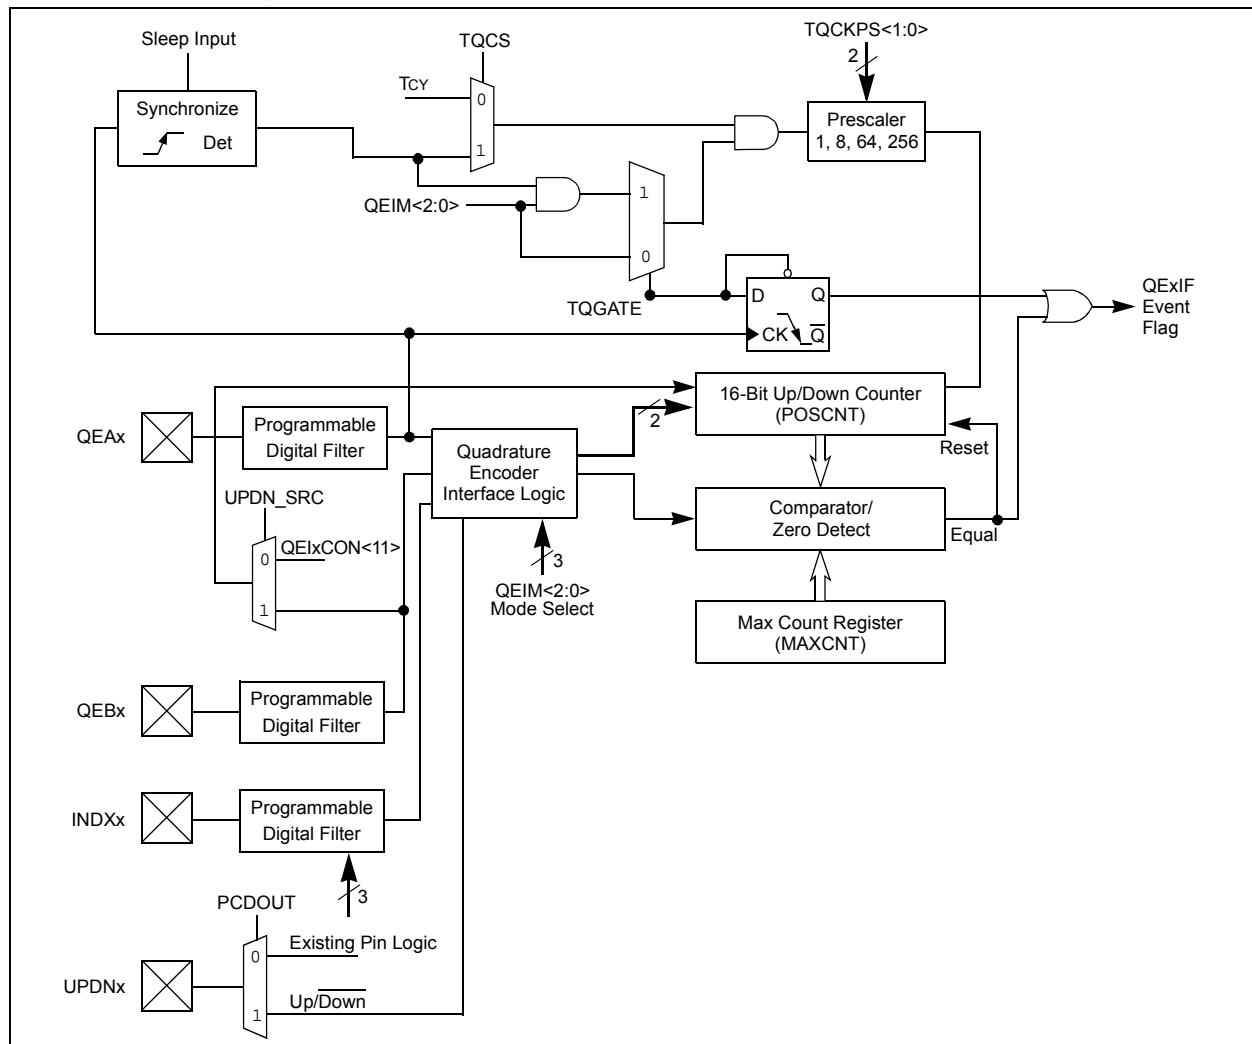 Sleep Input
TQCS
TQCKPS<1:0>
2
TCY
0
1
Synchronize
Det
Prescaler
1, 8, 64, 256
QEIM<2:0>
1
0
TQGATE
D
Q
CK
Q̅
QExIF
Event
Flag
16-Bit Up/Down Counter
(POSCNT)
2
Reset
QEAx
Programmable
Digital Filter
Quadrature
Encoder
Interface Logic
UPDN_SRC
0
QEIxCON<11>
1
Comparator/
Zero Detect
Equal
3
QEIM<2:0>
Mode Select
Max Count Register
(MAXCNT)
QEBx
Programmable
Digital Filter
INDXx
Programmable
Digital Filter
3
PCDOUT
0
Existing Pin Logic
UPDNx
1
Up/D̅o̅w̅n̅